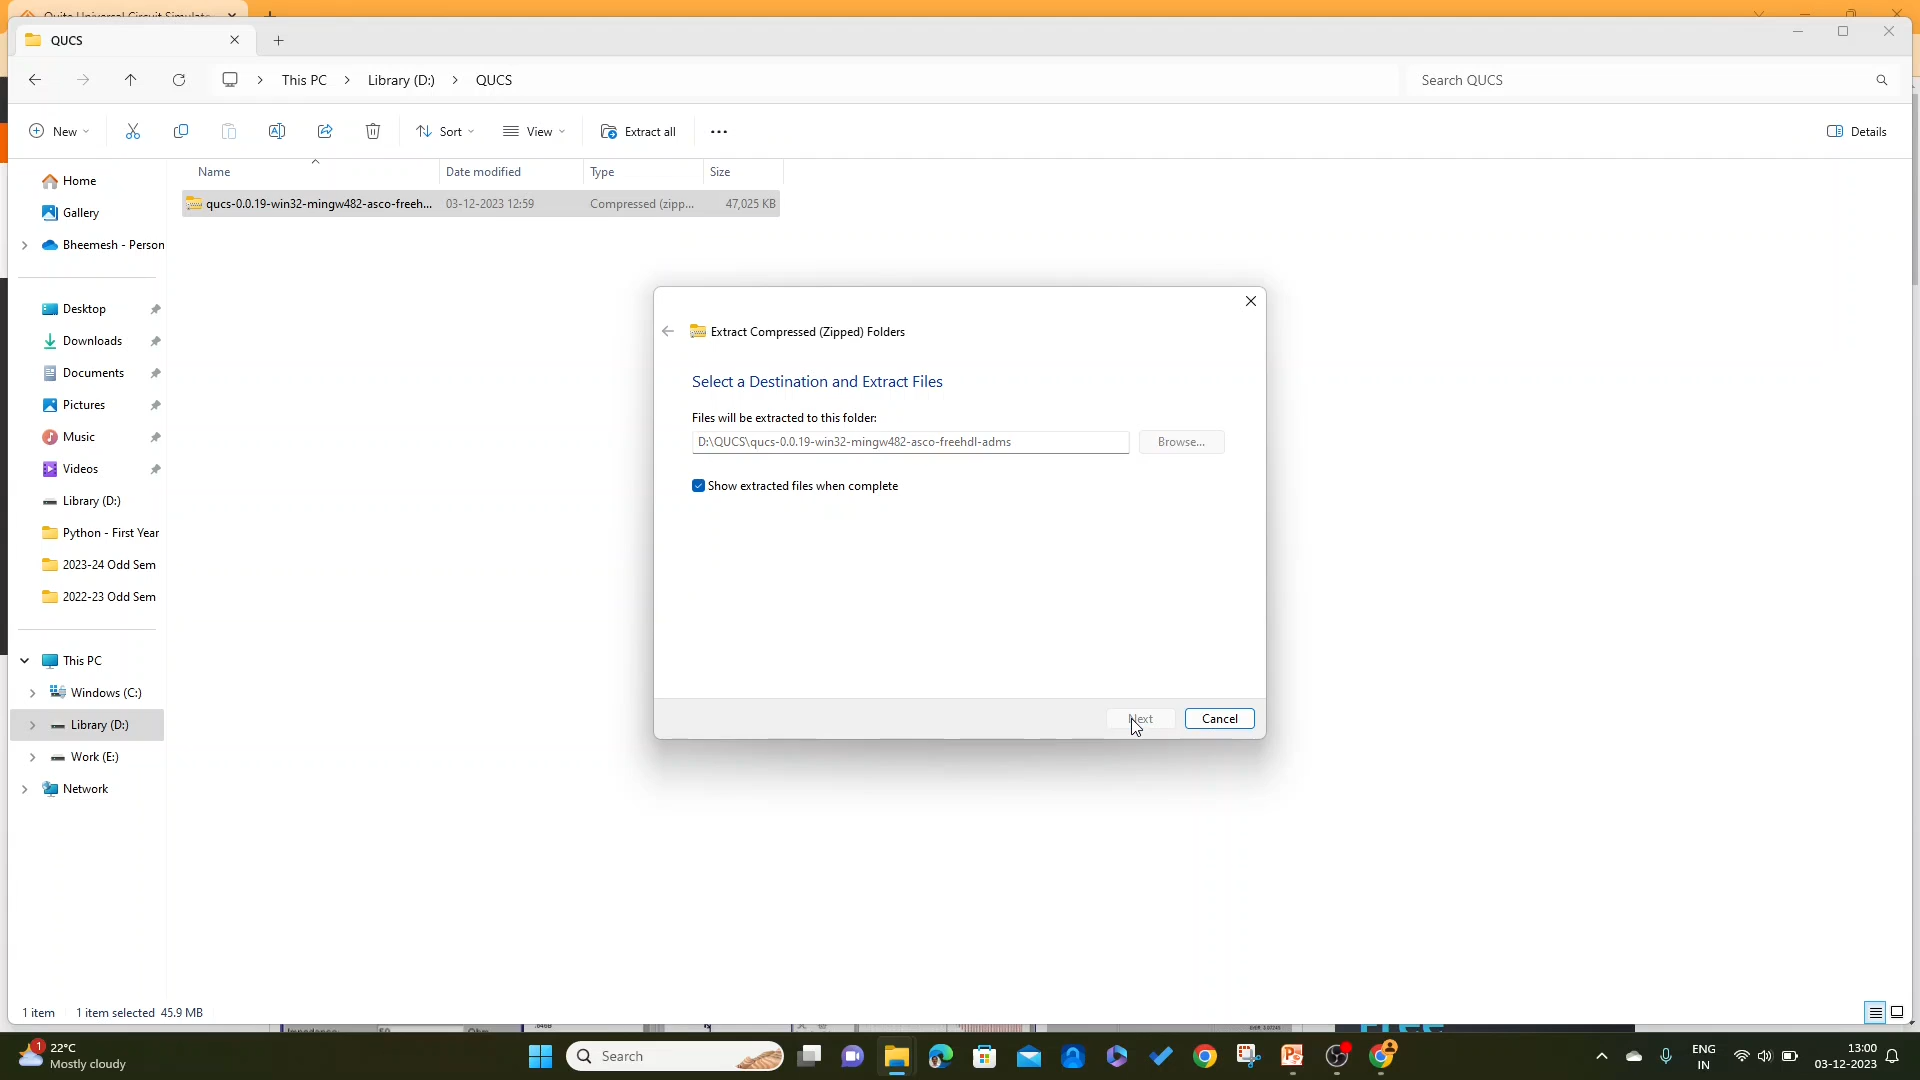 Quite Universal Circuit Simulato
QUCS
This PC
Library (D:)
QUCS
Search QUCS
New
Sort
View
Extract all
Details
Name
Date modified
Type
Size
qucs-0.0.19-win32-mingw482-asco-freeh...
03-12-2023 12:59
Compressed (zipp...
47,025 KB
Home
Gallery
Bheemesh - Person
Desktop
Downloads
Documents
Pictures
Music
Videos
Library (D:)
Python - First Year
2023-24 Odd Sem
2022-23 Odd Sem
This PC
Windows (C:)
Library (D:)
Work (E:)
Network
Extract Compressed (Zipped) Folders
Select a Destination and Extract Files
Files will be extracted to this folder:
D:\QUCS\qucs-0.0.19-win32-mingw482-asco-freehdl-adms
Browse...
Show extracted files when complete
Next
Cancel
1 item
1 item selected 45.9 MB
Free
1
22°C
Mostly cloudy
Search
ENG
IN
13:00
03-12-2023